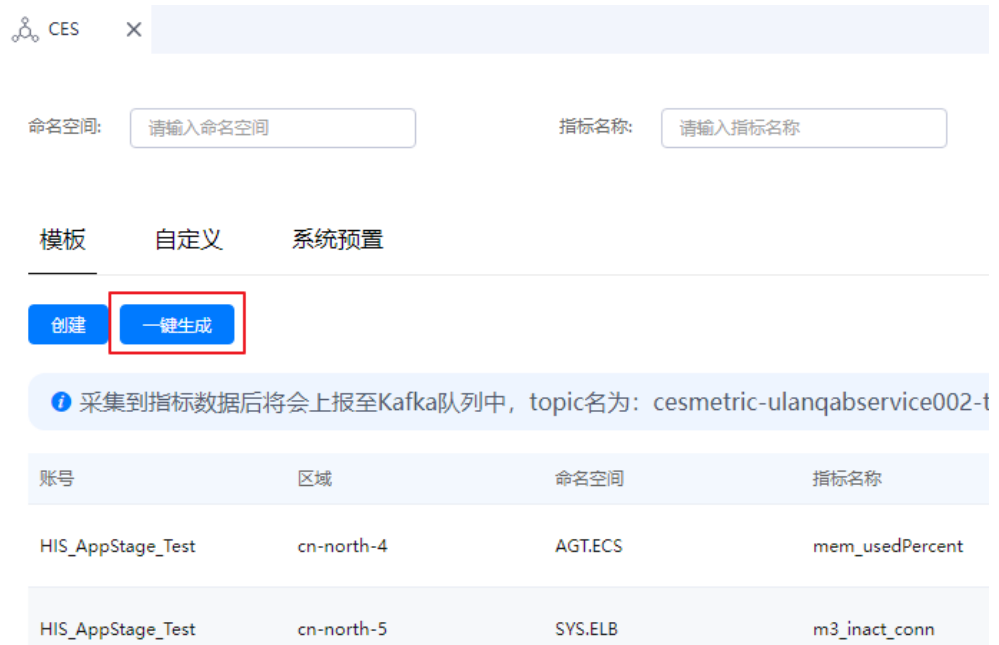 CES
命名空间: 请输入命名空间 指标名称: 请输入指标名称
模板 自定义 系统预置
创建 一键生成
采集到指标数据后将会上报至Kafka队列中，topic名为：cesmetric-ulanqabservice002-t
账号 区域 命名空间 指标名称
HIS_AppStage_Test cn-north-4 AGT.ECS mem_usedPercent
HIS_AppStage_Test cn-north-5 SYS.ELB m3_inact_conn